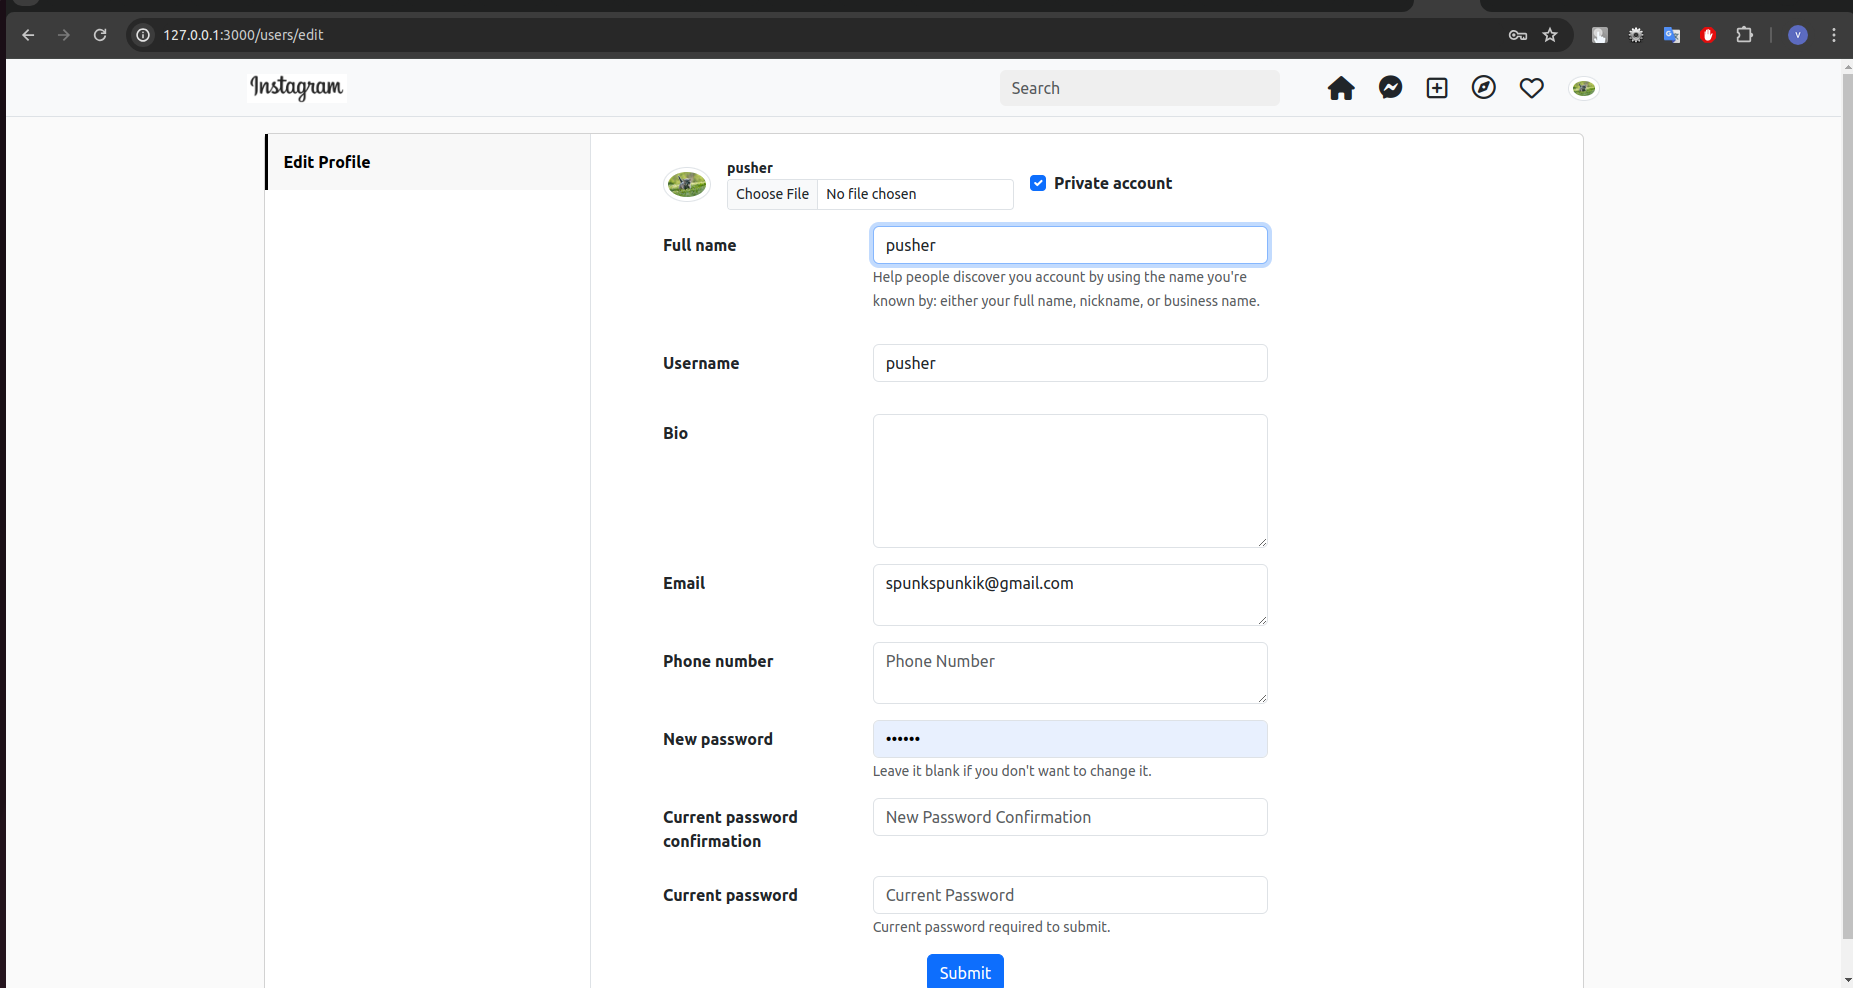 127.0.0.1:3000/users/edit
V
Instagram
Search
Edit Profile
pusher
Choose File No file chosen
Private account
Full name
pusher
Help people discover you account by using the name you're
known by: either your full name, nickname, or business name.
Username
pusher
Bio
Email
spunkspunkik@gmail.com
Phone number
Phone Number
New password
••••••
Leave it blank if you don't want to change it.
Current password
confirmation
New Password Confirmation
Current password
Current Password
Current password required to submit.
Submit